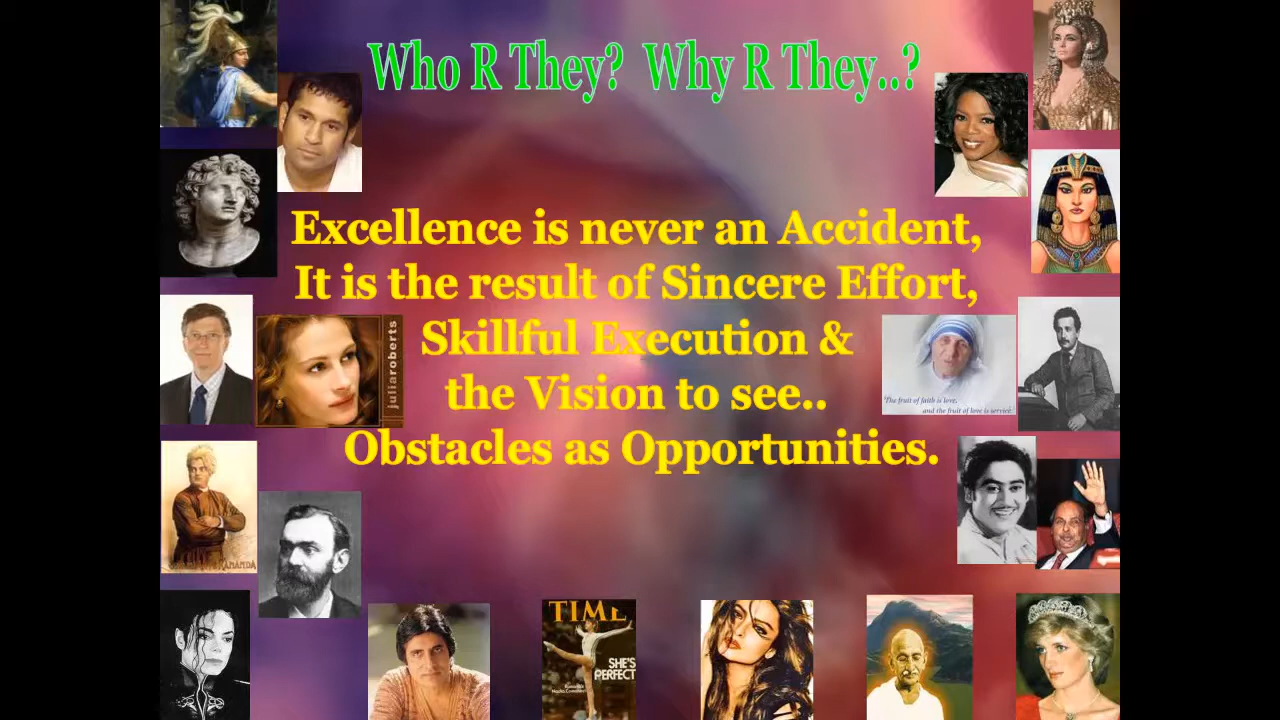 Who R They? Why R They..?
Excellence is never an Accident,
It is the result of Sincere Effort,
Skillful Execution &
the Vision to see..
Obstacles as Opportunities.
juliaroberts
"The fruit of faith is love,
and the fruit of love is service."
TIME
SHE'S
PERFECT